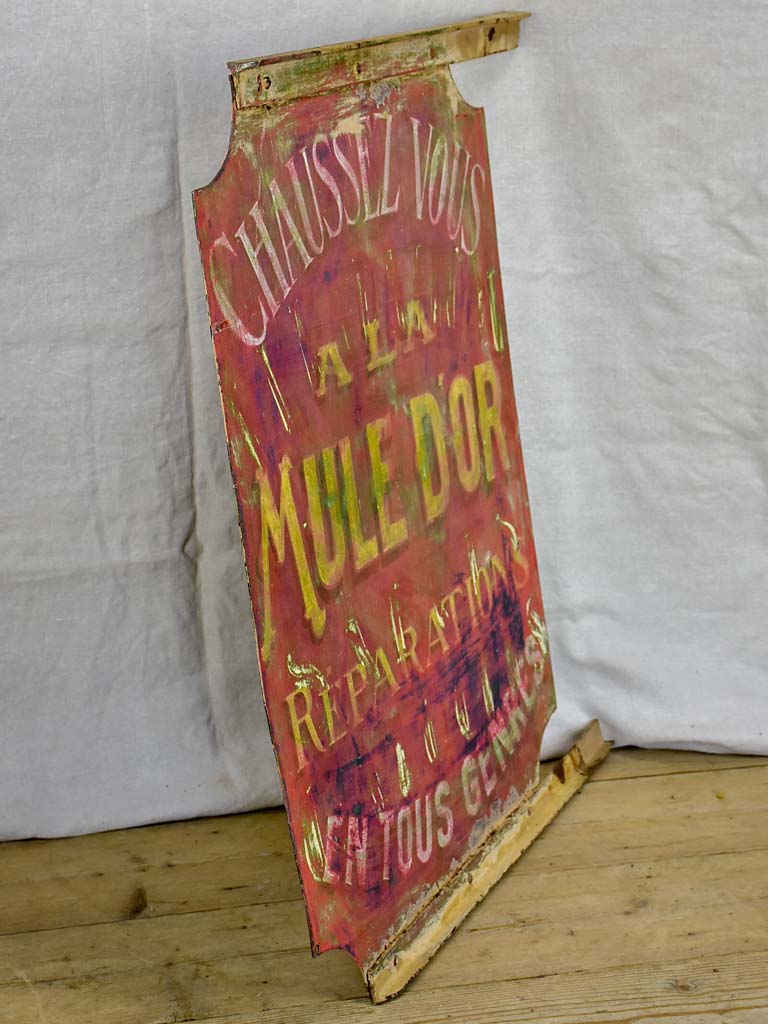 CHAUSSEZ VOUS
A LA
MULE D'OR
RÉPARATIONS
EN TOUS GENRES